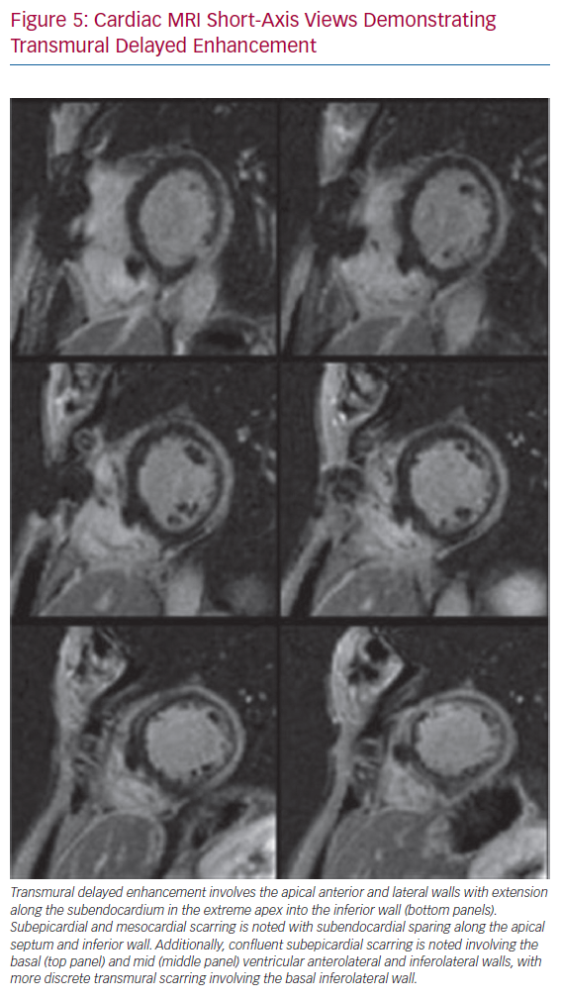 Figure 5: Cardiac MRI Short-Axis Views Demonstrating
Transmural Delayed Enhancement
Transmural delayed enhancement involves the apical anterior and lateral walls with extension
along the subendocardium in the extreme apex into the inferior wall (bottom panels).
Subepicardial and mesocardial scarring is noted with subendocardial sparing along the apical
septum and inferior wall. Additionally, confluent subepicardial scarring is noted involving the
basal (top panel) and mid (middle panel) ventricular anterolateral and inferolateral walls, with
more discrete transmural scarring involving the basal inferolateral wall.